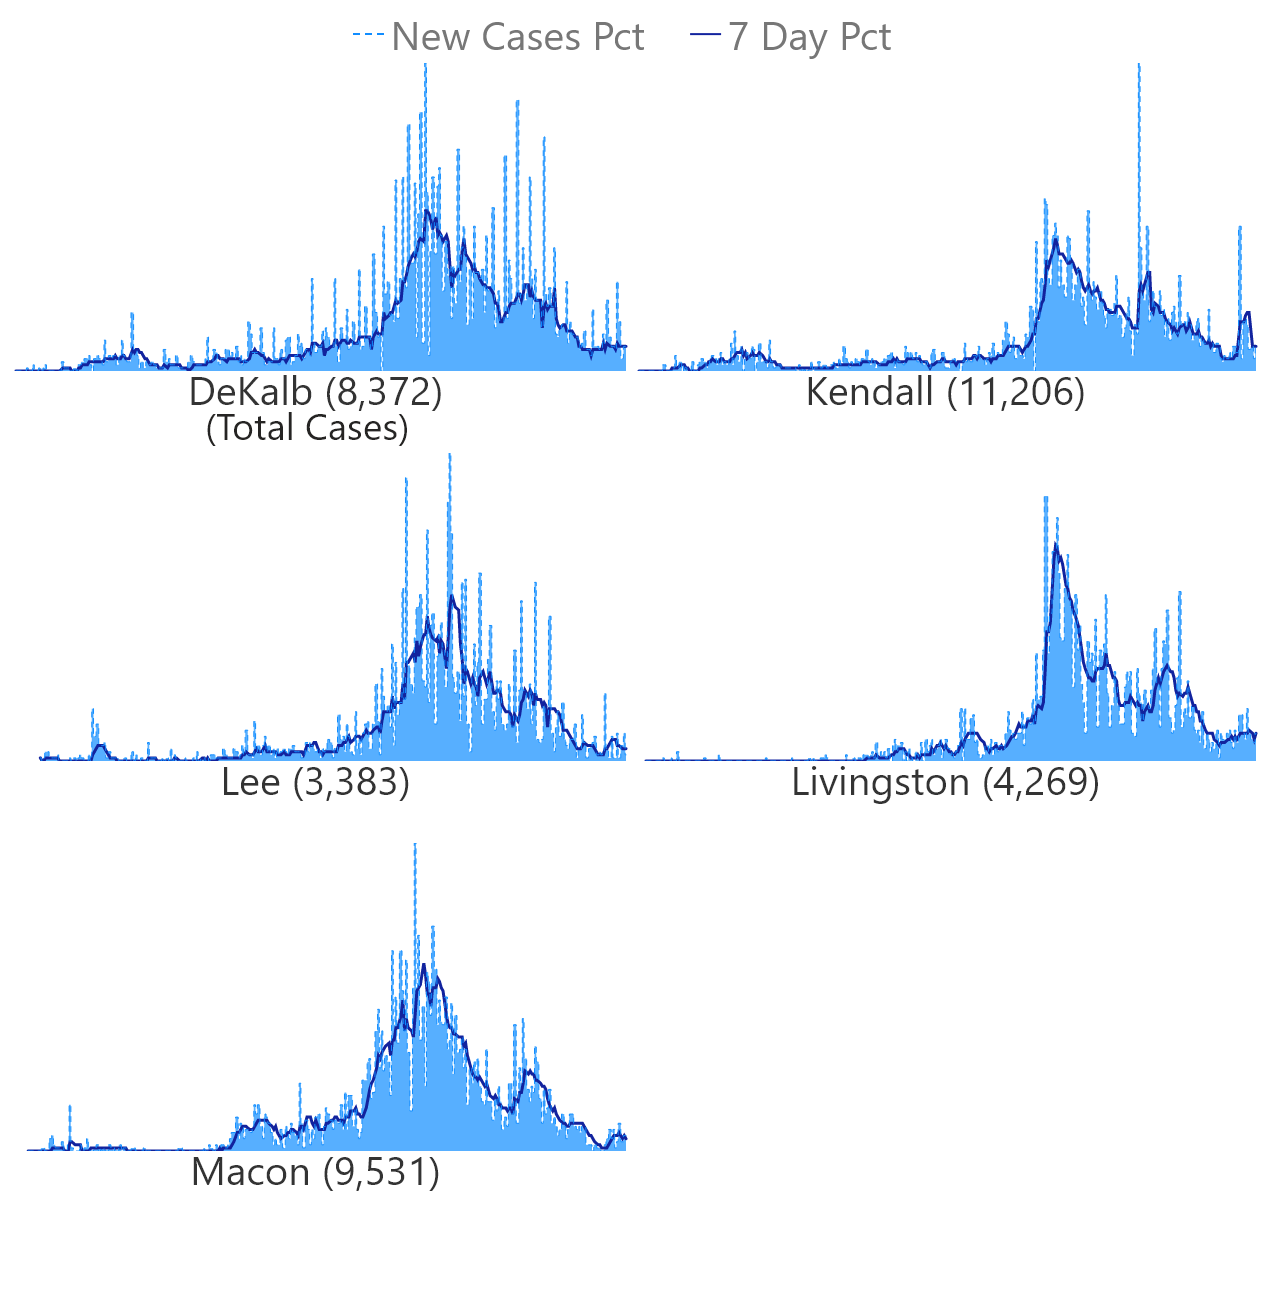 New Cases Pct 7 Day Pct
DeKalb (8,372) Kendall (11,206)
(Total Cases)
Lee (3,383) Livingston (4,269)
Macon (9,531)